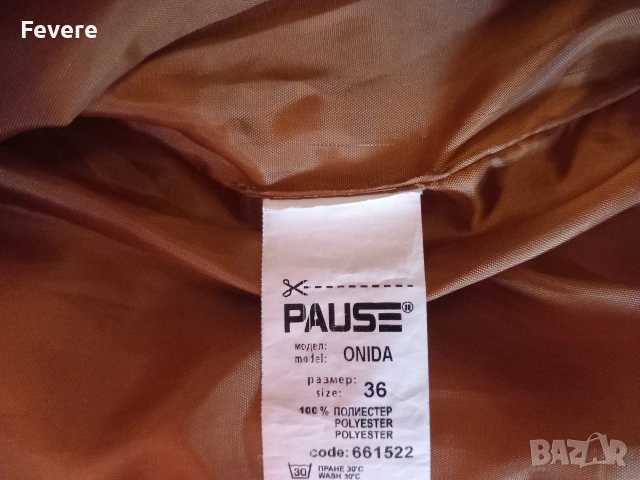 Fevere
PAUSE®
модел:
model: ONIDA
размер:
size: 36
100% ПОЛИЕСТЕР
POLYESTER
POLYESTER
code: 661522
30 ПРАНЕ 30°C
WASH 30°C
BAZAR